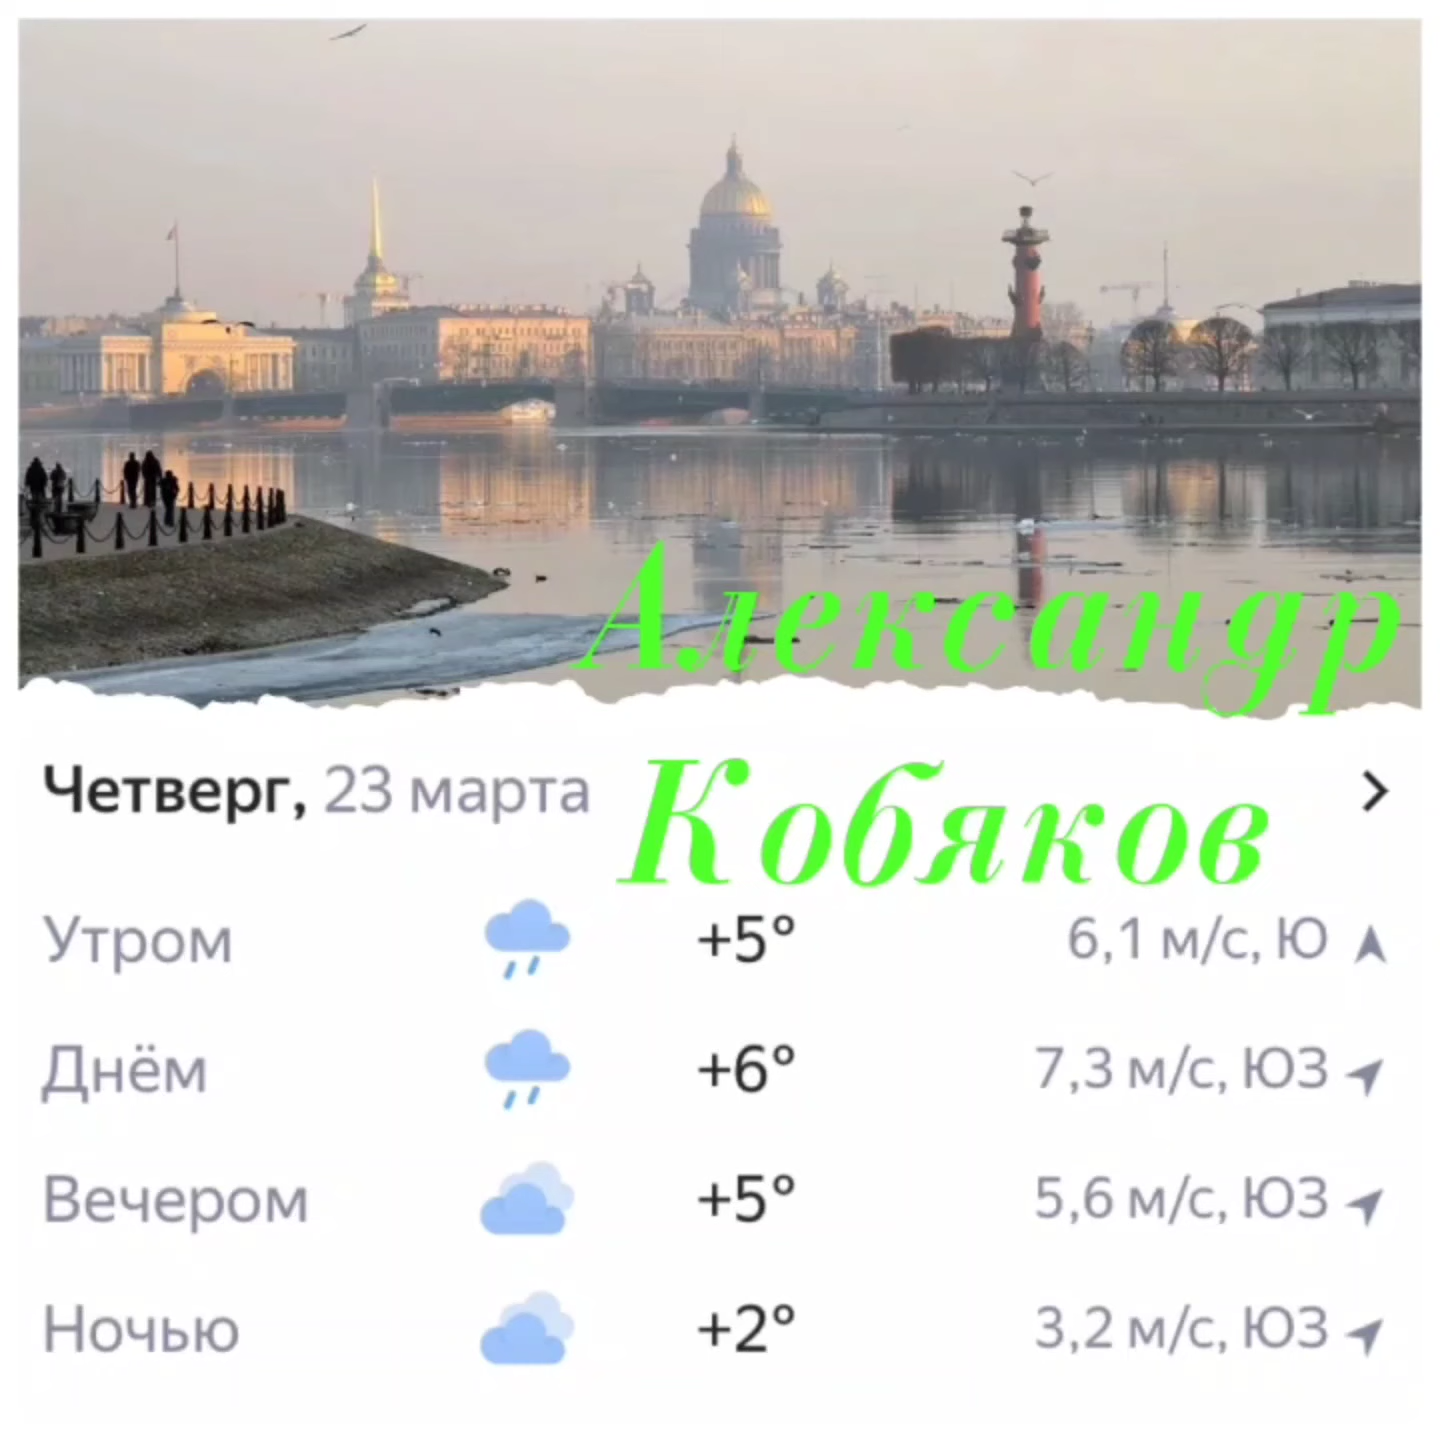 Александр
Кобяков
Четверг, 23 марта
Утром +5° 6,1 м/с, Ю
Днём +6° 7,3 м/с, ЮЗ
Вечером +5° 5,6 м/с, ЮЗ
Ночью +2° 3,2 м/с, ЮЗ